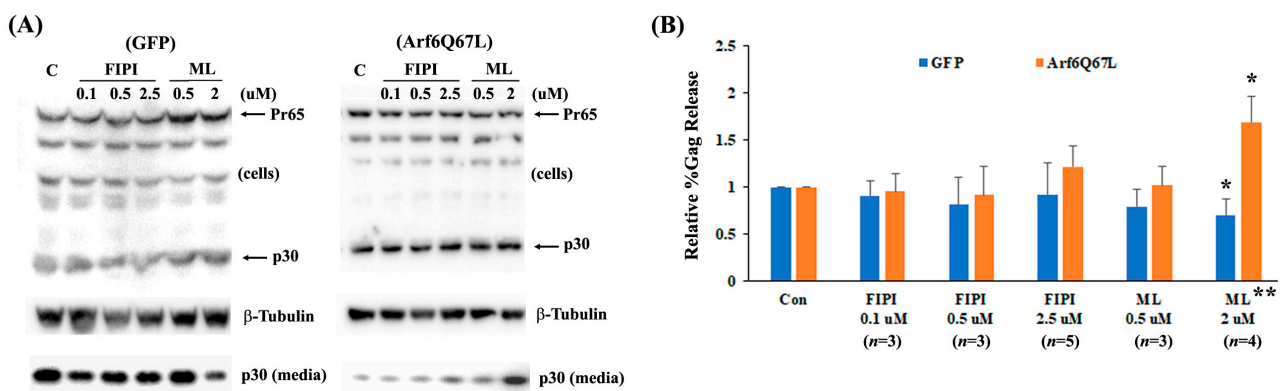 (A)
(GFP)
C FIPI ML
0.1 0.5 2.5 0.5 2 (uM)
Pr65
(cells)
p30
β-Tubulin
p30 (media)
(Arf6Q67L)
C FIPI ML
0.1 0.5 2.5 0.5 2 (uM)
Pr65
(cells)
p30
β-Tubulin
p30 (media)
(B)
GFP Arf6Q67L
Relative %Gag Release
2.5
2
1.5
1
0.5
0
*
*
Con FIPI FIPI FIPI ML ML**
0.1 uM 0.5 uM 2.5 uM 0.5 uM 2 uM
(n=3) (n=3) (n=5) (n=3) (n=4)